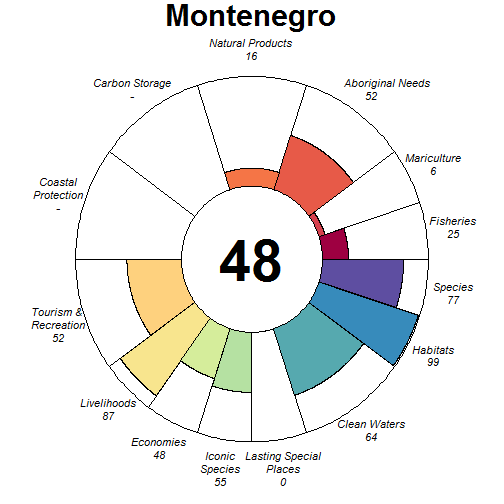 Montenegro
Natural Products
16
Carbon Storage
-
Aboriginal Needs
52
Mariculture
6
Coastal
Protection
-
Fisheries
25
48
Species
77
Tourism &
Recreation
52
Habitats
99
Livelihoods
87
Clean Waters
64
Economies
48
Iconic
Species
55
Lasting Special
Places
0